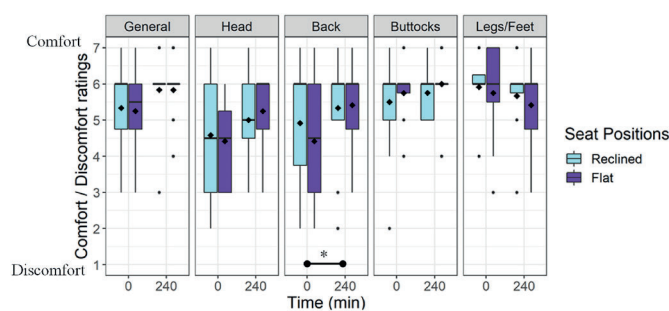 General Head Back Buttocks Legs/Feet
Comfort
7
6
5
4
3
2
1
Discomfort
Comfort / Discomfort ratings
*
0 240 0 240 0 240 0 240 0 240
Time (min)
Seat Positions
Reclined
Flat